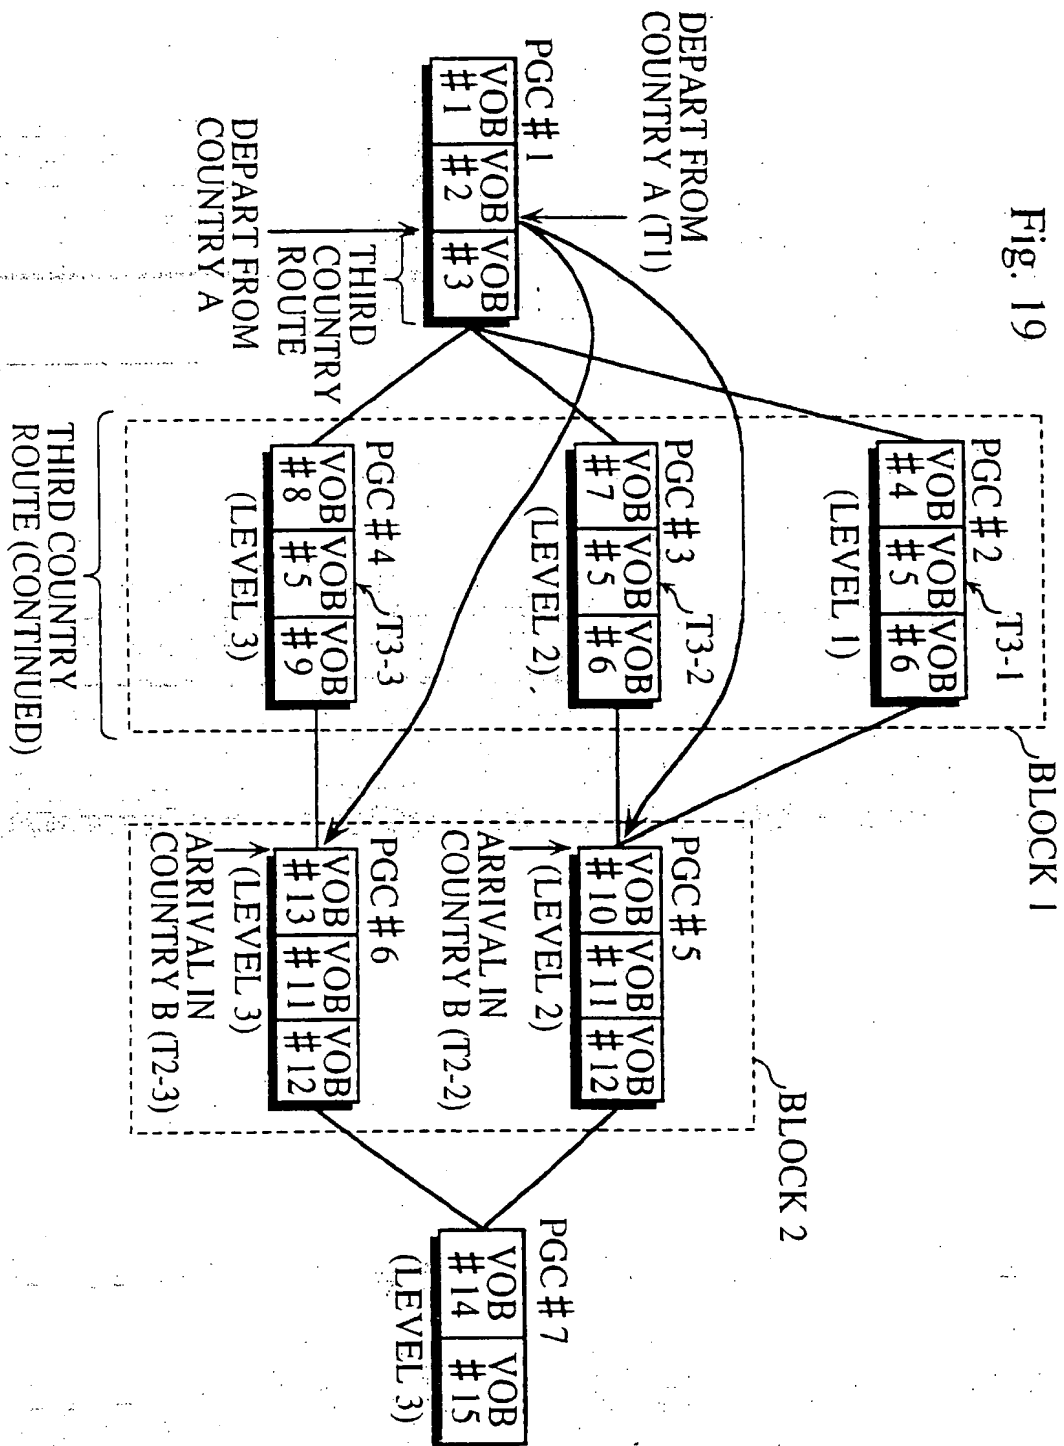 Fig. 19
DEPART FROM
COUNTRY A (T1)
PGC#1
VOB
#1
VOB
#2
VOB
#3
THIRD
COUNTRY
ROUTE
DEPART FROM
COUNTRY A
BLOCK 1
PGC#2
T3-1
VOB
#4
VOB
#5
VOB
#6
(LEVEL 1)
PGC#3
T3-2
VOB
#7
VOB
#5
VOB
#6
(LEVEL 2)
PGC#4
T3-3
VOB
#8
VOB
#5
VOB
#9
(LEVEL 3)
THIRD COUNTRY
ROUTE (CONTINUED)
BLOCK 2
PGC#5
VOB
#10
VOB
#11
VOB
#12
(LEVEL 2)
ARRIVAL IN
COUNTRY B (T2-2)
PGC#6
VOB
#13
VOB
#11
VOB
#12
(LEVEL 3)
ARRIVAL IN
COUNTRY B (T2-3)
PGC#7
VOB
#14
VOB
#15
(LEVEL 3)